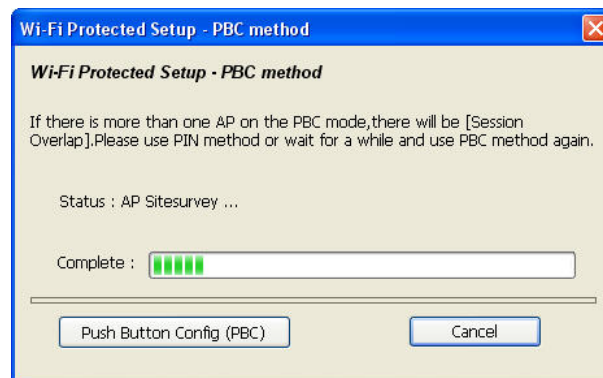 Wi-Fi Protected Setup - PBC method
Wi-Fi Protected Setup - PBC method
If there is more than one AP on the PBC mode,there will be [Session
Overlap].Please use PIN method or wait for a while and use PBC method again.
Status : AP Sitesurvey ...
Complete :
Push Button Config (PBC)
Cancel